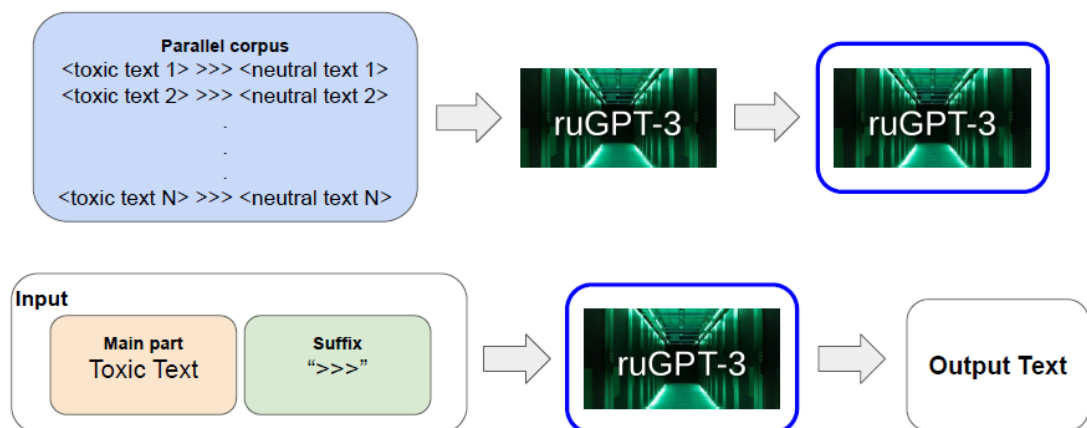 Parallel corpus
<toxic text 1> >>> <neutral text 1>
<toxic text 2> >>> <neutral text 2>
.
.
.
<toxic text N> >>> <neutral text N>
ruGPT-3
ruGPT-3
Input
Main part
Toxic Text
Suffix
“>>>”
ruGPT-3
Output Text